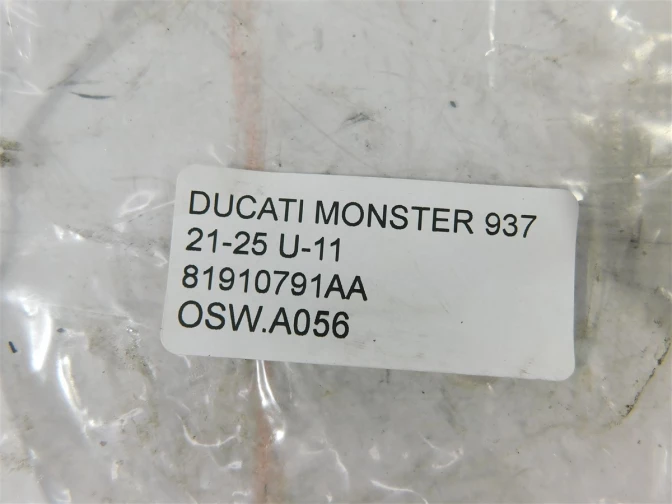 DUCATI MONSTER 937
21-25 U-11
81910791AA
OSW.A056